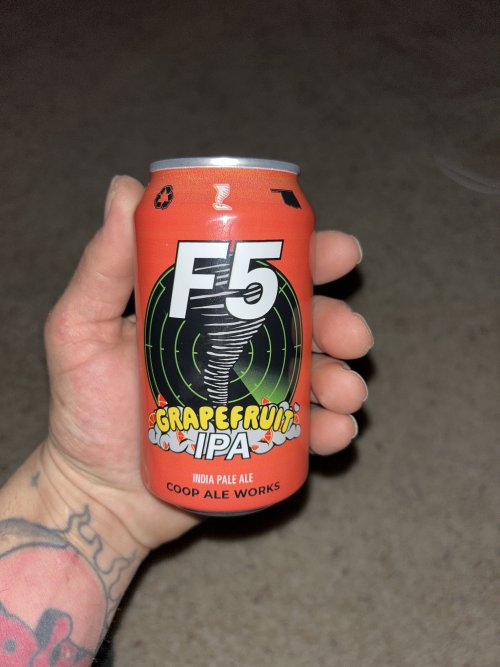 F5
GRAPEFRUIT
IPA
INDIA PALE ALE
COOP ALE WORKS